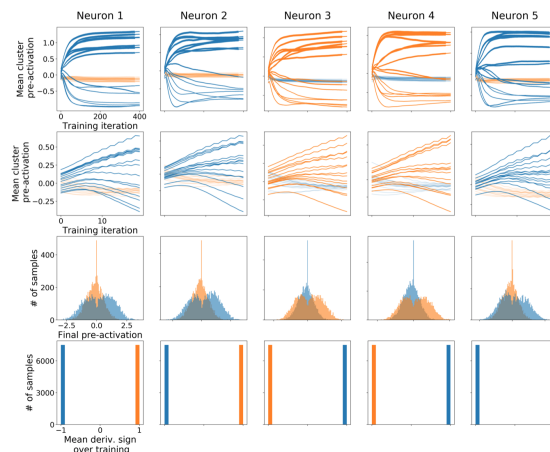 Neuron 1
Neuron 2
Neuron 3
Neuron 4
Neuron 5
Mean cluster
pre-activation
1.0
0.5
0.0
−0.5
0
200
400
Training iteration
Mean cluster
pre-activation
0.50
0.25
0.00
−0.25
0
10
Training iteration
# of samples
400
200
0
−2.5
0.0
2.5
Final pre-activation
# of samples
6000
3000
0
−1
0
1
Mean deriv. sign
over training